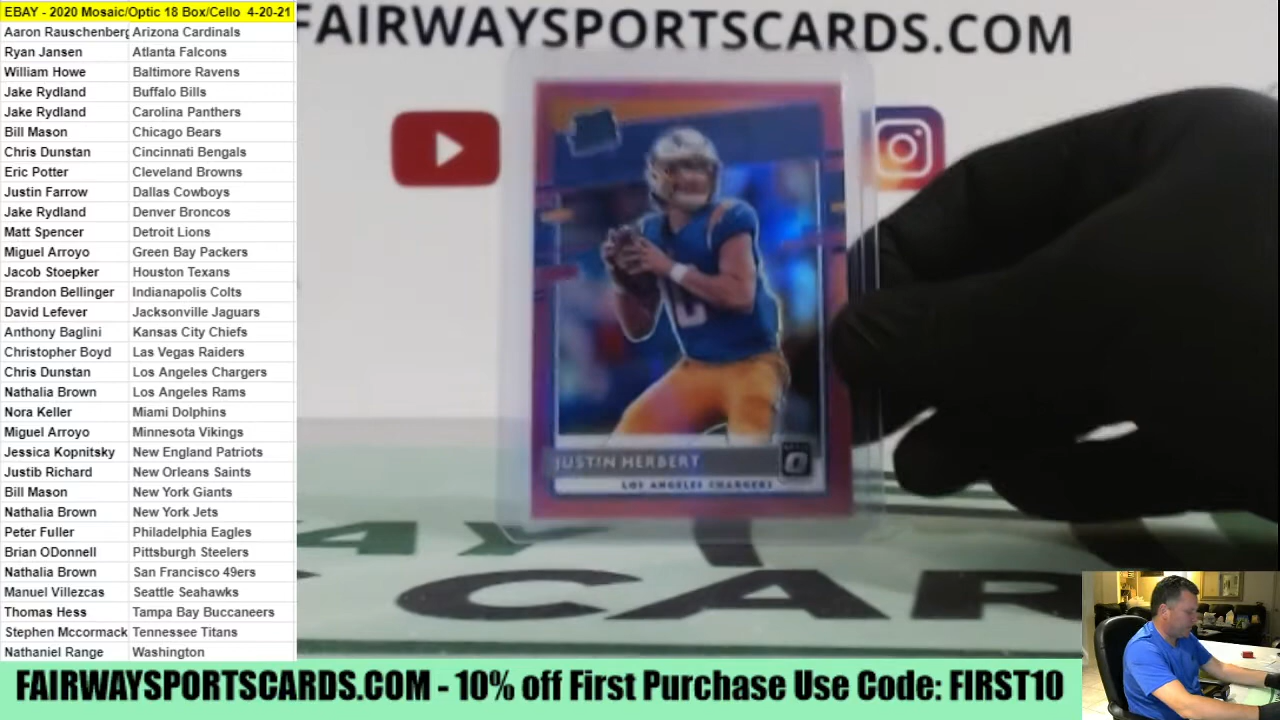 EBAY - 2020 Mosaic/Optic 18 Box/Cello 4-20-21
Aaron Rauschenberg Arizona Cardinals
Ryan Jansen Atlanta Falcons
William Howe Baltimore Ravens
Jake Rydland Buffalo Bills
Jake Rydland Carolina Panthers
Bill Mason Chicago Bears
Chris Dunstan Cincinnati Bengals
Eric Potter Cleveland Browns
Justin Farrow Dallas Cowboys
Jake Rydland Denver Broncos
Matt Spencer Detroit Lions
Miguel Arroyo Green Bay Packers
Jacob Stoepker Houston Texans
Brandon Bellinger Indianapolis Colts
David Lefever Jacksonville Jaguars
Anthony Baglini Kansas City Chiefs
Christopher Boyd Las Vegas Raiders
Chris Dunstan Los Angeles Chargers
Nathalia Brown Los Angeles Rams
Nora Keller Miami Dolphins
Miguel Arroyo Minnesota Vikings
Jessica Kopnitsky New England Patriots
Justib Richard New Orleans Saints
Bill Mason New York Giants
Nathalia Brown New York Jets
Peter Fuller Philadelphia Eagles
Brian ODonnell Pittsburgh Steelers
Nathalia Brown San Francisco 49ers
Manuel Villezcas Seattle Seahawks
Thomas Hess Tampa Bay Buccaneers
Stephen Mccormack Tennessee Titans
Nathaniel Range Washington
FAIRWAYSPORTSCARDS.COM
JUSTIN HERBERT
LOS ANGELES CHARGERS
AY
CAR
FAIRWAYSPORTSCARDS.COM - 10% off First Purchase Use Code: FIRST10